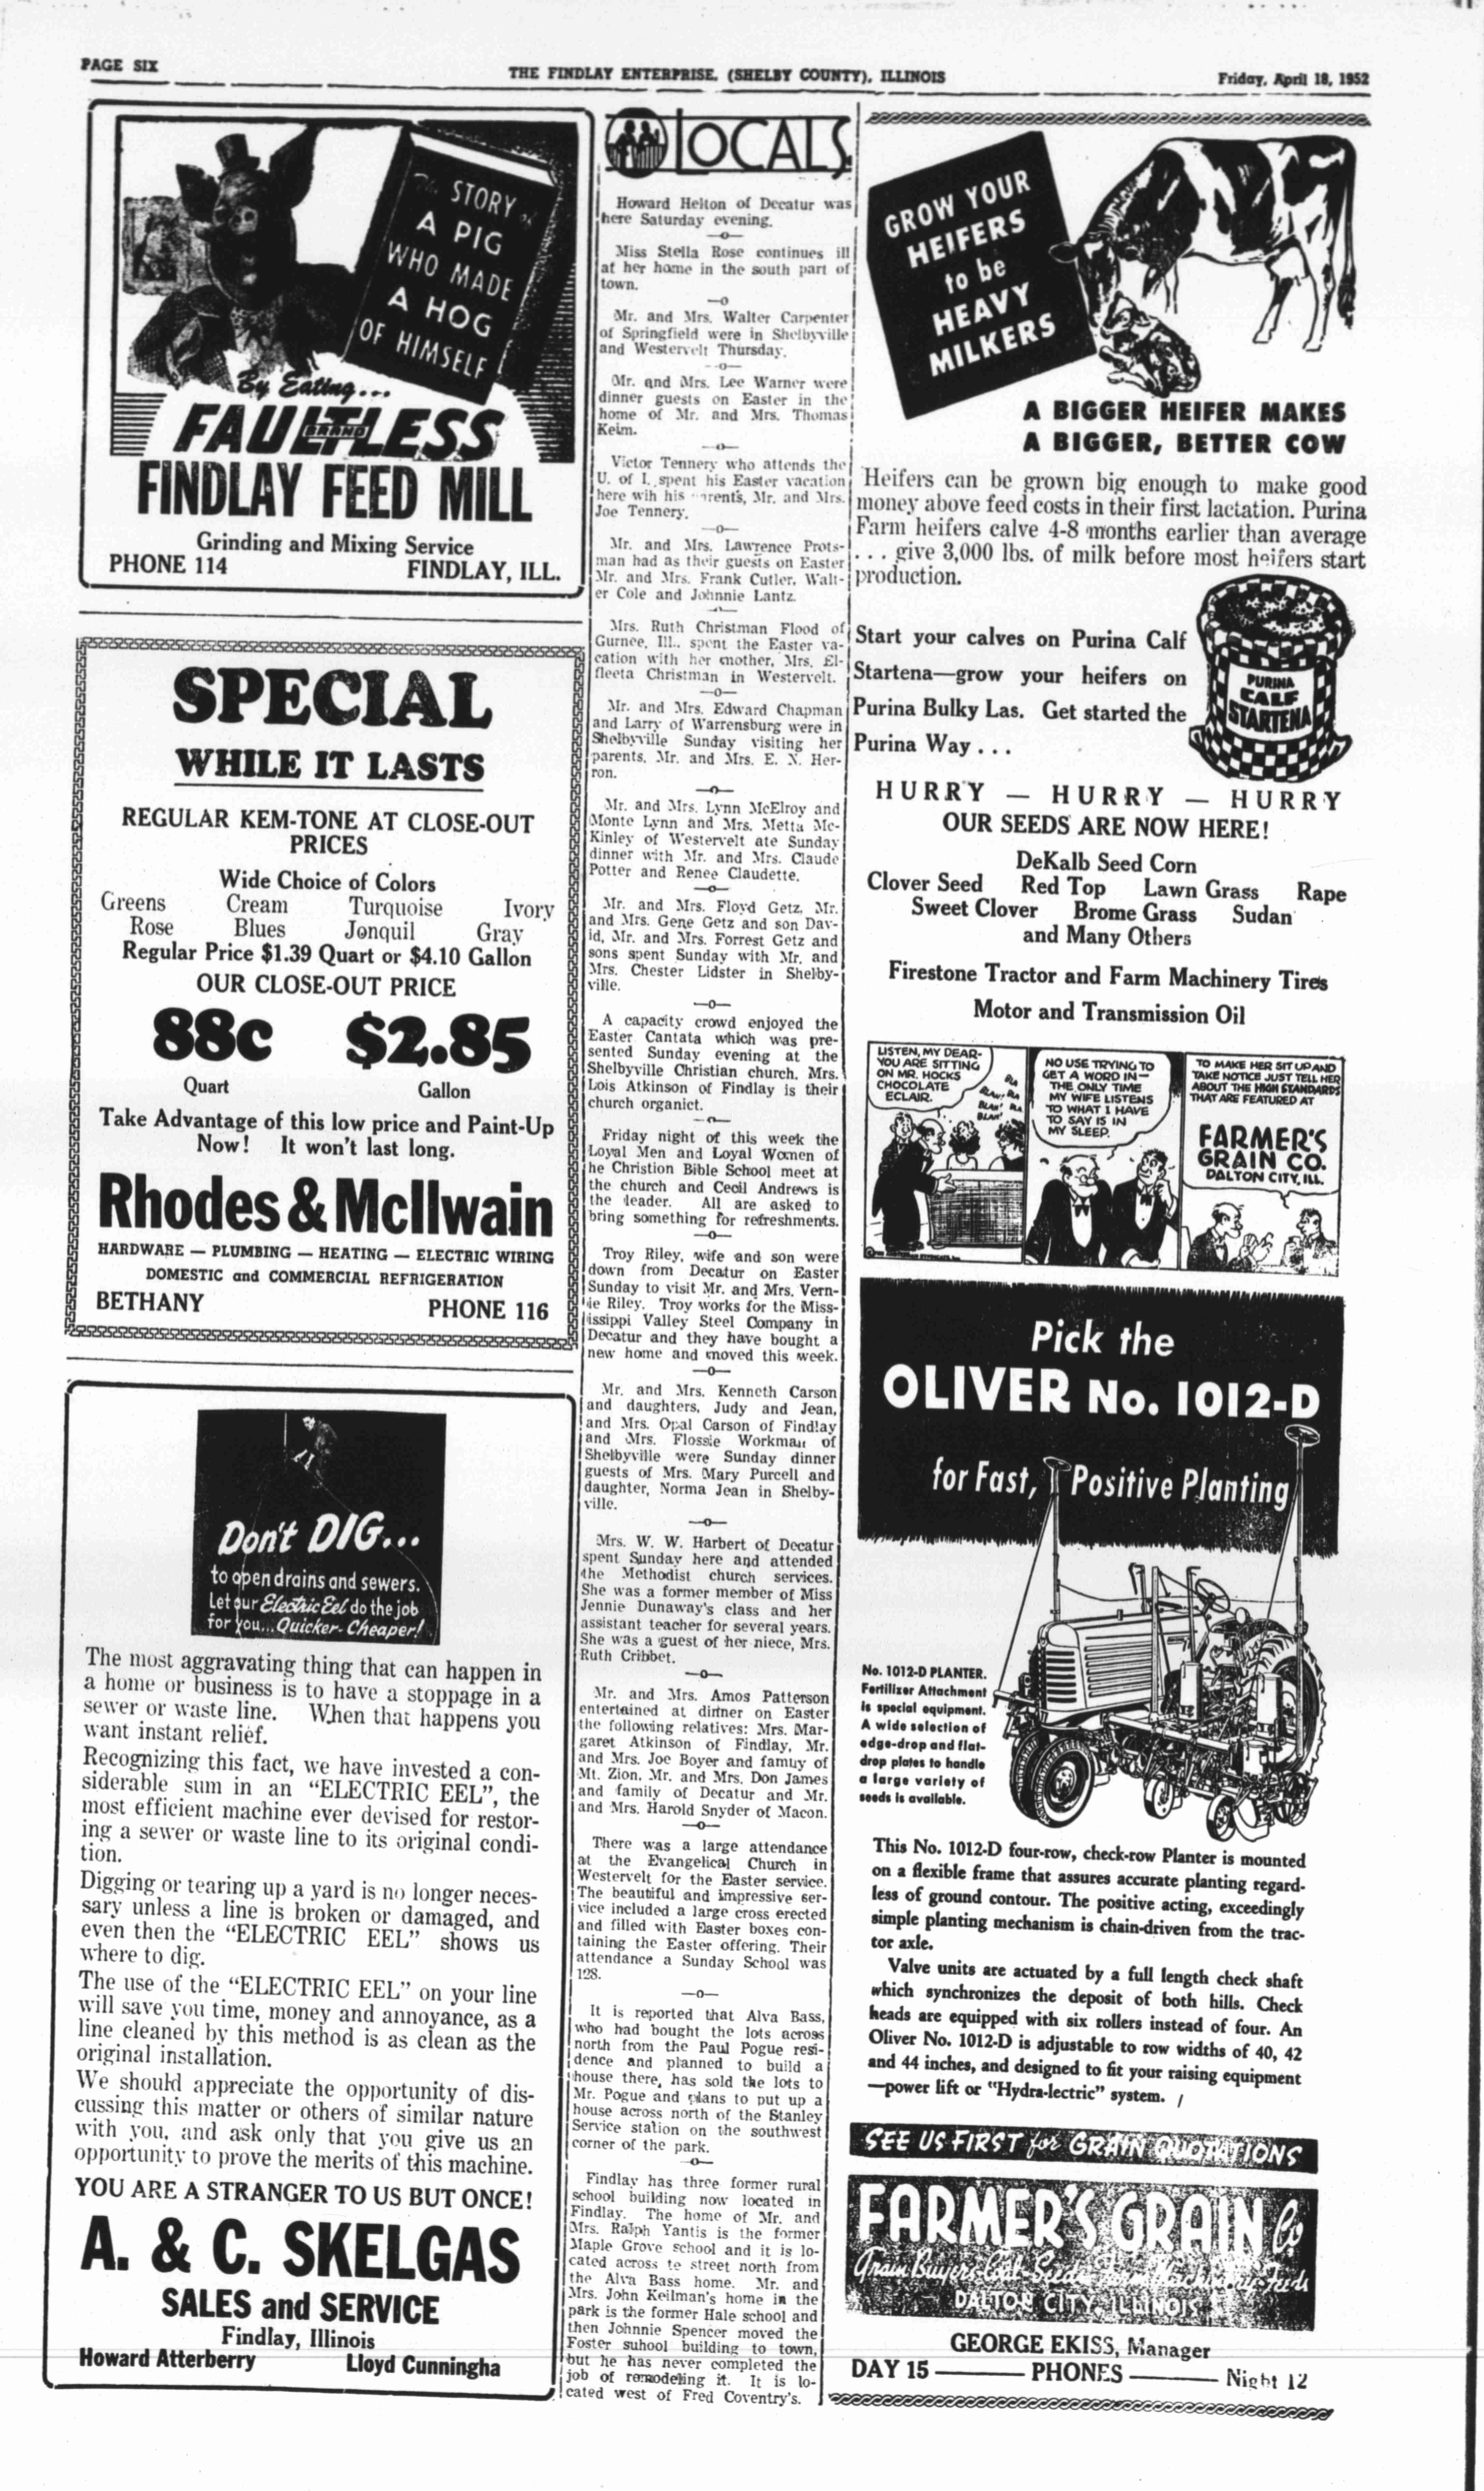 PAGE SIX
THE FINDLAY ENTERPRISE, (SHELBY COUNTY), ILLINOIS
Friday, April 18, 1952
The STORY of
A PIG
WHO MADE
A HOG
OF HIMSELF
By Eating...
FAULTLESS
BRAND
FINDLAY FEED MILL
Grinding and Mixing Service
PHONE 114 FINDLAY, ILL.
SPECIAL
WHILE IT LASTS
REGULAR KEM-TONE AT CLOSE-OUT
PRICES
Wide Choice of Colors
Greens Cream Turquoise Ivory
Rose Blues Jonquil Gray
Regular Price $1.39 Quart or $4.10 Gallon
OUR CLOSE-OUT PRICE
88c $2.85
Quart Gallon
Take Advantage of this low price and Paint-Up
Now! It won't last long.
Rhodes & McIlwain
HARDWARE — PLUMBING — HEATING — ELECTRIC WIRING
DOMESTIC and COMMERCIAL REFRIGERATION
BETHANY PHONE 116
Don't DIG...
to open drains and sewers.
Let our Electric Eel do the job
for you... Quicker-Cheaper!
The most aggravating thing that can happen in
a home or business is to have a stoppage in a
sewer or waste line. When that happens you
want instant relief.
Recognizing this fact, we have invested a con-
siderable sum in an “ELECTRIC EEL”, the
most efficient machine ever devised for restor-
ing a sewer or waste line to its original condi-
tion.
Digging or tearing up a yard is no longer neces-
sary unless a line is broken or damaged, and
even then the “ELECTRIC EEL” shows us
where to dig.
The use of the “ELECTRIC EEL” on your line
will save you time, money and annoyance, as a
line cleaned by this method is as clean as the
original installation.
We should appreciate the opportunity of dis-
cussing this matter or others of similar nature
with you, and ask only that you give us an
opportunity to prove the merits of this machine.
YOU ARE A STRANGER TO US BUT ONCE!
A. & C. SKELGAS
SALES and SERVICE
Findlay, Illinois
Howard Atterberry Lloyd Cunningha
LOCALS
Howard Helton of Decatur was
here Saturday evening.
—o—
Miss Stella Rose continues ill
at her home in the south part of
town.
—o
Mr. and Mrs. Walter Carpenter
of Springfield were in Shelbyville
and Westervelt Thursday.
—o—
Mr. and Mrs. Lee Warner were
dinner guests on Easter in the
home of Mr. and Mrs. Thomas
Keim.
—o—
Victor Tennery who attends the
U. of I. spent his Easter vacation
here wih his rents, Mr. and Mrs.
Joe Tennery.
—o—
Mr. and Mrs. Lawrence Prots-
man had as their guests on Easter
Mr. and Mrs. Frank Cutler, Walt-
er Cole and Johnnie Lantz.
Mrs. Ruth Christman Flood of
Gurnee, Ill., spent the Easter va-
cation with her mother, Mrs. El-
fleeta Christman in Westervelt.
—o—
Mr. and Mrs. Edward Chapman
and Larry of Warrensburg were in
Shelbyville Sunday visiting her
parents, Mr. and Mrs. E. N. Her-
ron.
—o—
Mr. and Mrs. Lynn McElroy and
Monte Lynn and Mrs. Metta Mc-
Kinley of Westervelt ate Sunday
dinner with Mr. and Mrs. Claude
Potter and Renee Claudette.
—o—
Mr. and Mrs. Floyd Getz, Mr.
and Mrs. Gene Getz and son Dav-
id, Mr. and Mrs. Forrest Getz and
sons spent Sunday with Mr. and
Mrs. Chester Lidster in Shelby-
ville.
—o—
A capacity crowd enjoyed the
Easter Cantata which was pre-
sented Sunday evening at the
Shelbyville Christian church. Mrs.
Lois Atkinson of Findlay is their
church organict.
—o—
Friday night of this week the
Loyal Men and Loyal Women of
he Christion Bible School meet at
the church and Cecil Andrews is
the leader. All are asked to
bring something for refreshments.
—o—
Troy Riley, wife and son were
down from Decatur on Easter
Sunday to visit Mr. and Mrs. Vern-
ie Riley. Troy works for the Miss-
issippi Valley Steel Company in
Decatur and they have bought a
new home and moved this week.
—o—
Mr. and Mrs. Kenneth Carson
and daughters, Judy and Jean,
and Mrs. Opal Carson of Findlay
and Mrs. Flossie Workman of
Shelbyville were Sunday dinner
guests of Mrs. Mary Purcell and
daughter, Norma Jean in Shelby-
ville.
—o—
Mrs. W. W. Harbert of Decatur
spent Sunday here and attended
the Methodist church services.
She was a former member of Miss
Jennie Dunaway's class and her
assistant teacher for several years.
She was a guest of her niece, Mrs.
Ruth Cribbet.
—o—
Mr. and Mrs. Amos Patterson
entertained at dinner on Easter
the following relatives: Mrs. Mar-
garet Atkinson of Findlay, Mr.
and Mrs. Joe Boyer and famuy of
Mt. Zion, Mr. and Mrs. Don James
and family of Decatur and Mr.
and Mrs. Harold Snyder of Macon.
—o—
There was a large attendance
at the Evangelical Church in
Westervelt for the Easter service.
The beautiful and impressive ser-
vice included a large cross erected
and filled with Easter boxes con-
taining the Easter offering. Their
attendance a Sunday School was
128.
—o—
It is reported that Alva Bass,
who had bought the lots across
north from the Paul Pogue resi-
dence and planned to build a
house there, has sold the lots to
Mr. Pogue and plans to put up a
house across north of the Stanley
Service station on the southwest
corner of the park.
—o—
Findlay has three former rural
school building now located in
Findlay. The home of Mr. and
Mrs. Ralph Yantis is the former
Maple Grove school and it is lo-
cated across te street north from
the Alva Bass home. Mr. and
Mrs. John Keilman's home in the
park is the former Hale school and
then Johnnie Spencer moved the
Foster suhool building to town,
but he has never completed the
job of remodeling it. It is lo-
cated west of Fred Coventry's.
GROW YOUR
HEIFERS
to be
HEAVY
MILKERS
A BIGGER HEIFER MAKES
A BIGGER, BETTER COW
Heifers can be grown big enough to make good
money above feed costs in their first lactation. Purina
Farm heifers calve 4-8 months earlier than average
. . . give 3,000 lbs. of milk before most heifers start
production.
Start your calves on Purina Calf
Startena—grow your heifers on
Purina Bulky Las. Get started the
Purina Way . . .
PURINA
CALF
STARTENA
HURRY — HURRY — HURRY
OUR SEEDS ARE NOW HERE!
DeKalb Seed Corn
Clover Seed Red Top Lawn Grass Rape
Sweet Clover Brome Grass Sudan
and Many Others
Firestone Tractor and Farm Machinery Tires
Motor and Transmission Oil
LISTEN, MY DEAR-
YOU ARE SITTING
ON MR. HOCKS
CHOCOLATE
ECLAIR.
BLA
BLAH! BLA
BLAH! BLA
BLAH!
NO USE TRYING TO
GET A WORD IN—
THE ONLY TIME
MY WIFE LISTENS
TO WHAT I HAVE
TO SAY IS IN
MY SLEEP.
TO MAKE HER SIT UP AND
TAKE NOTICE JUST TELL HER
ABOUT THE HIGH STANDARDS
THAT ARE FEATURED AT
FARMER'S
GRAIN CO.
DALTON CITY, ILL.
Pick the
OLIVER No. 1012-D
for Fast, Positive Planting
No. 1012-D PLANTER.
Fertilizer Attachment
is special equipment.
A wide selection of
edge-drop and flat-
drop plates to handle
a large variety of
seeds is available.
This No. 1012-D four-row, check-row Planter is mounted
on a flexible frame that assures accurate planting regard-
less of ground contour. The positive acting, exceedingly
simple planting mechanism is chain-driven from the trac-
tor axle.
Valve units are actuated by a full length check shaft
which synchronizes the deposit of both hills. Check
heads are equipped with six rollers instead of four. An
Oliver No. 1012-D is adjustable to row widths of 40, 42
and 44 inches, and designed to fit your raising equipment
—power lift or "Hydra-lectric" system.
SEE US FIRST for GRAIN QUOTATIONS
FARMER'S GRAIN Co
Grain Buyers-Coal-Seeds-Farm Machinery-Feeds
DALTON CITY, ILLINOIS
GEORGE EKISS, Manager
DAY 15 ——— PHONES ——— Night 12